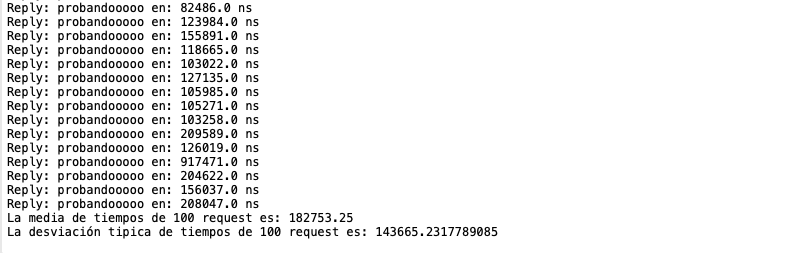 Reply: probandooooo en: 82486.0 ns
Reply: probandooooo en: 123984.0 ns
Reply: probandooooo en: 155891.0 ns
Reply: probandooooo en: 118665.0 ns
Reply: probandooooo en: 103022.0 ns
Reply: probandooooo en: 127135.0 ns
Reply: probandooooo en: 105985.0 ns
Reply: probandooooo en: 105271.0 ns
Reply: probandooooo en: 103258.0 ns
Reply: probandooooo en: 209589.0 ns
Reply: probandooooo en: 126019.0 ns
Reply: probandooooo en: 917471.0 ns
Reply: probandooooo en: 204622.0 ns
Reply: probandooooo en: 156037.0 ns
Reply: probandooooo en: 208047.0 ns
La media de tiempos de 100 request es: 182753.25
La desviación tipica de tiempos de 100 request es: 143665.2317789085